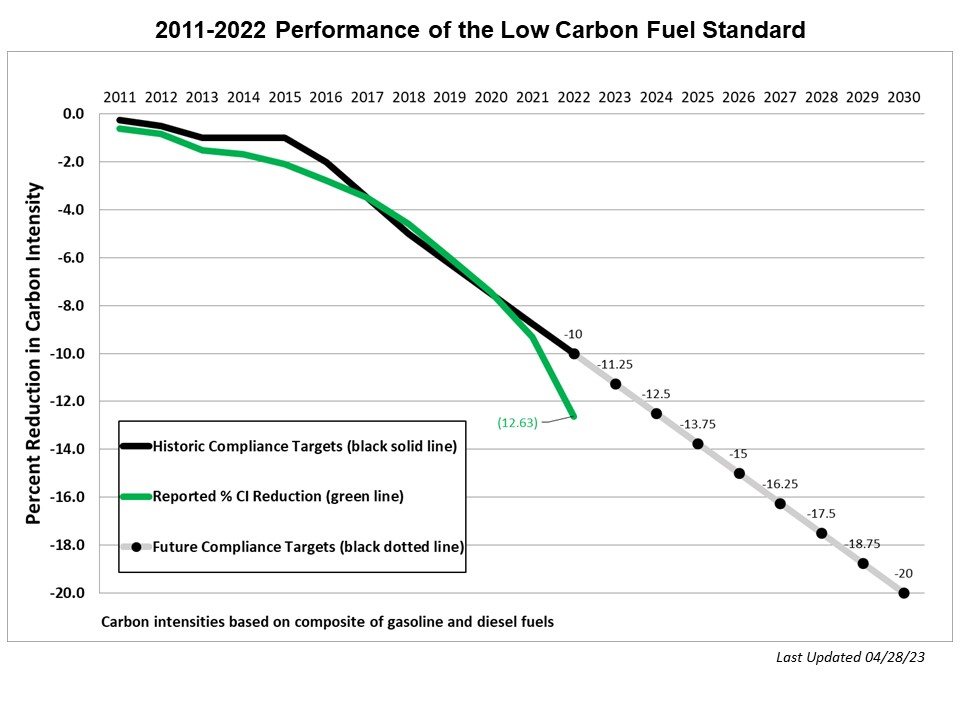 2011-2022 Performance of the Low Carbon Fuel Standard
2011 2012 2013 2014 2015 2016 2017 2018 2019 2020 2021 2022 2023 2024 2025 2026 2027 2028 2029 2030
Percent Reduction in Carbon Intensity
0.0
-2.0
-4.0
-6.0
-8.0
-10.0
-12.0
-14.0
-16.0
-18.0
-20.0
-10
-11.25
-12.5
-13.75
-15
-16.25
-17.5
-18.75
-20
(12.63)
Historic Compliance Targets (black solid line)
Reported % CI Reduction (green line)
Future Compliance Targets (black dotted line)
Carbon intensities based on composite of gasoline and diesel fuels
Last Updated 04/28/23